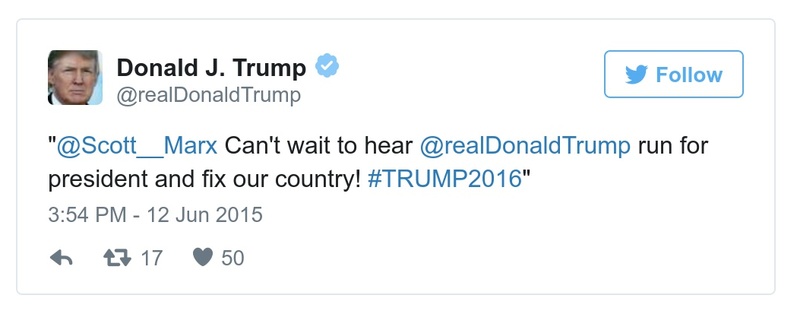 Donald J. Trump
@realDonaldTrump
Follow
"@Scott__Marx Can't wait to hear @realDonaldTrump run for
president and fix our country! #TRUMP2016"
3:54 PM - 12 Jun 2015
17 50